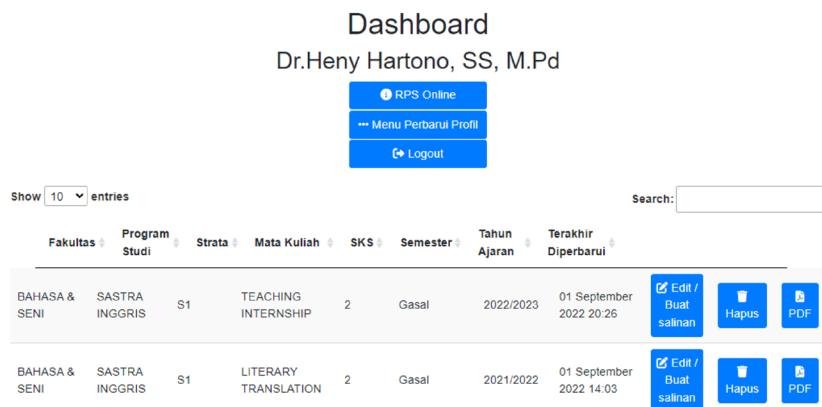 Dashboard
Dr.Heny Hartono, SS, M.Pd
RPS Online
Menu Perbarui Profil
Logout
Show 10 entries
Search:
Fakultas Program Studi Strata Mata Kuliah SKS Semester Tahun Ajaran Terakhir Diperbarui
BAHASA & SENI SASTRA INGGRIS S1 TEACHING INTERNSHIP 2 Gasal 2022/2023 01 September 2022 20:26 Edit / Buat salinan Hapus PDF
BAHASA & SENI SASTRA INGGRIS S1 LITERARY TRANSLATION 2 Gasal 2021/2022 01 September 2022 14:03 Edit / Buat salinan Hapus PDF